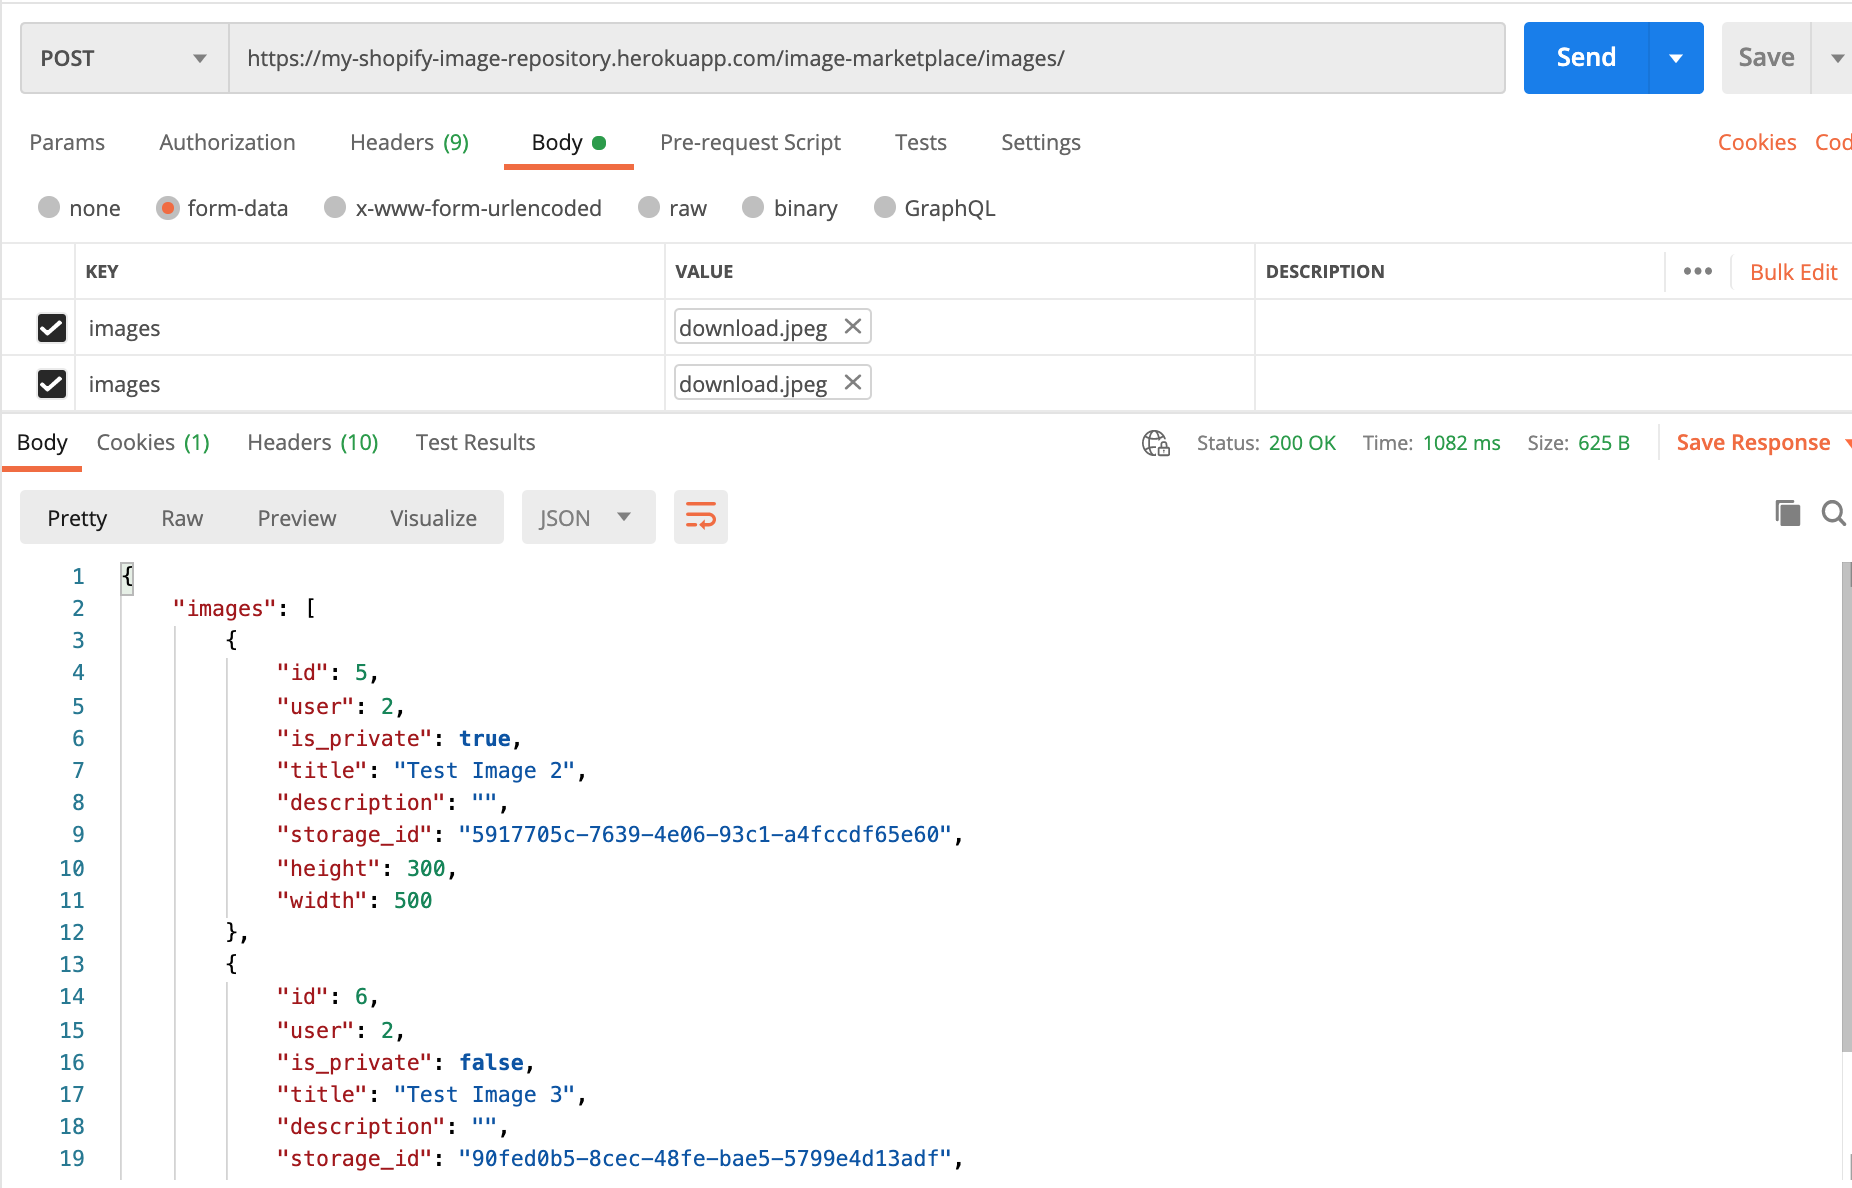 POST https://my-shopify-image-repository.herokuapp.com/image-marketplace/images/ Send Save
Params Authorization Headers (9) Body Pre-request Script Tests Settings Cookies Cod
none form-data x-www-form-urlencoded raw binary GraphQL
KEY VALUE DESCRIPTION ••• Bulk Edit
images download.jpeg
images download.jpeg
Body Cookies (1) Headers (10) Test Results Status: 200 OK Time: 1082 ms Size: 625 B Save Response
Pretty Raw Preview Visualize JSON
1 {
2 "images": [
3 {
4 "id": 5,
5 "user": 2,
6 "is_private": true,
7 "title": "Test Image 2",
8 "description": "",
9 "storage_id": "5917705c-7639-4e06-93c1-a4fccdf65e60",
10 "height": 300,
11 "width": 500
12 },
13 {
14 "id": 6,
15 "user": 2,
16 "is_private": false,
17 "title": "Test Image 3",
18 "description": "",
19 "storage_id": "90fed0b5-8cec-48fe-bae5-5799e4d13adf",